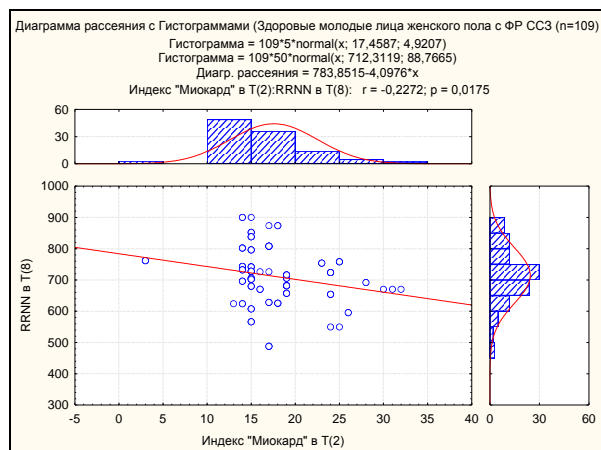 Диаграмма рассеяния с Гистограммами (Здоровые молодые лица женского пола с ФР ССЗ (n=109)
Гистограмма = 109*5*normal(x; 17,4587; 4,9207)
Гистограмма = 109*50*normal(x; 712,3119; 88,7665)
Диагр. рассеяния = 783,8515-4,0976*x
Индекс "Миокард" в Т(2):RRNN в Т(8): r = -0,2272; p = 0,0175
60
30
0
1000
900
800
700
600
500
400
300
RRNN в Т(8)
-5 0 5 10 15 20 25 30 35 40
0 30 60
Индекс "Миокард" в Т(2)